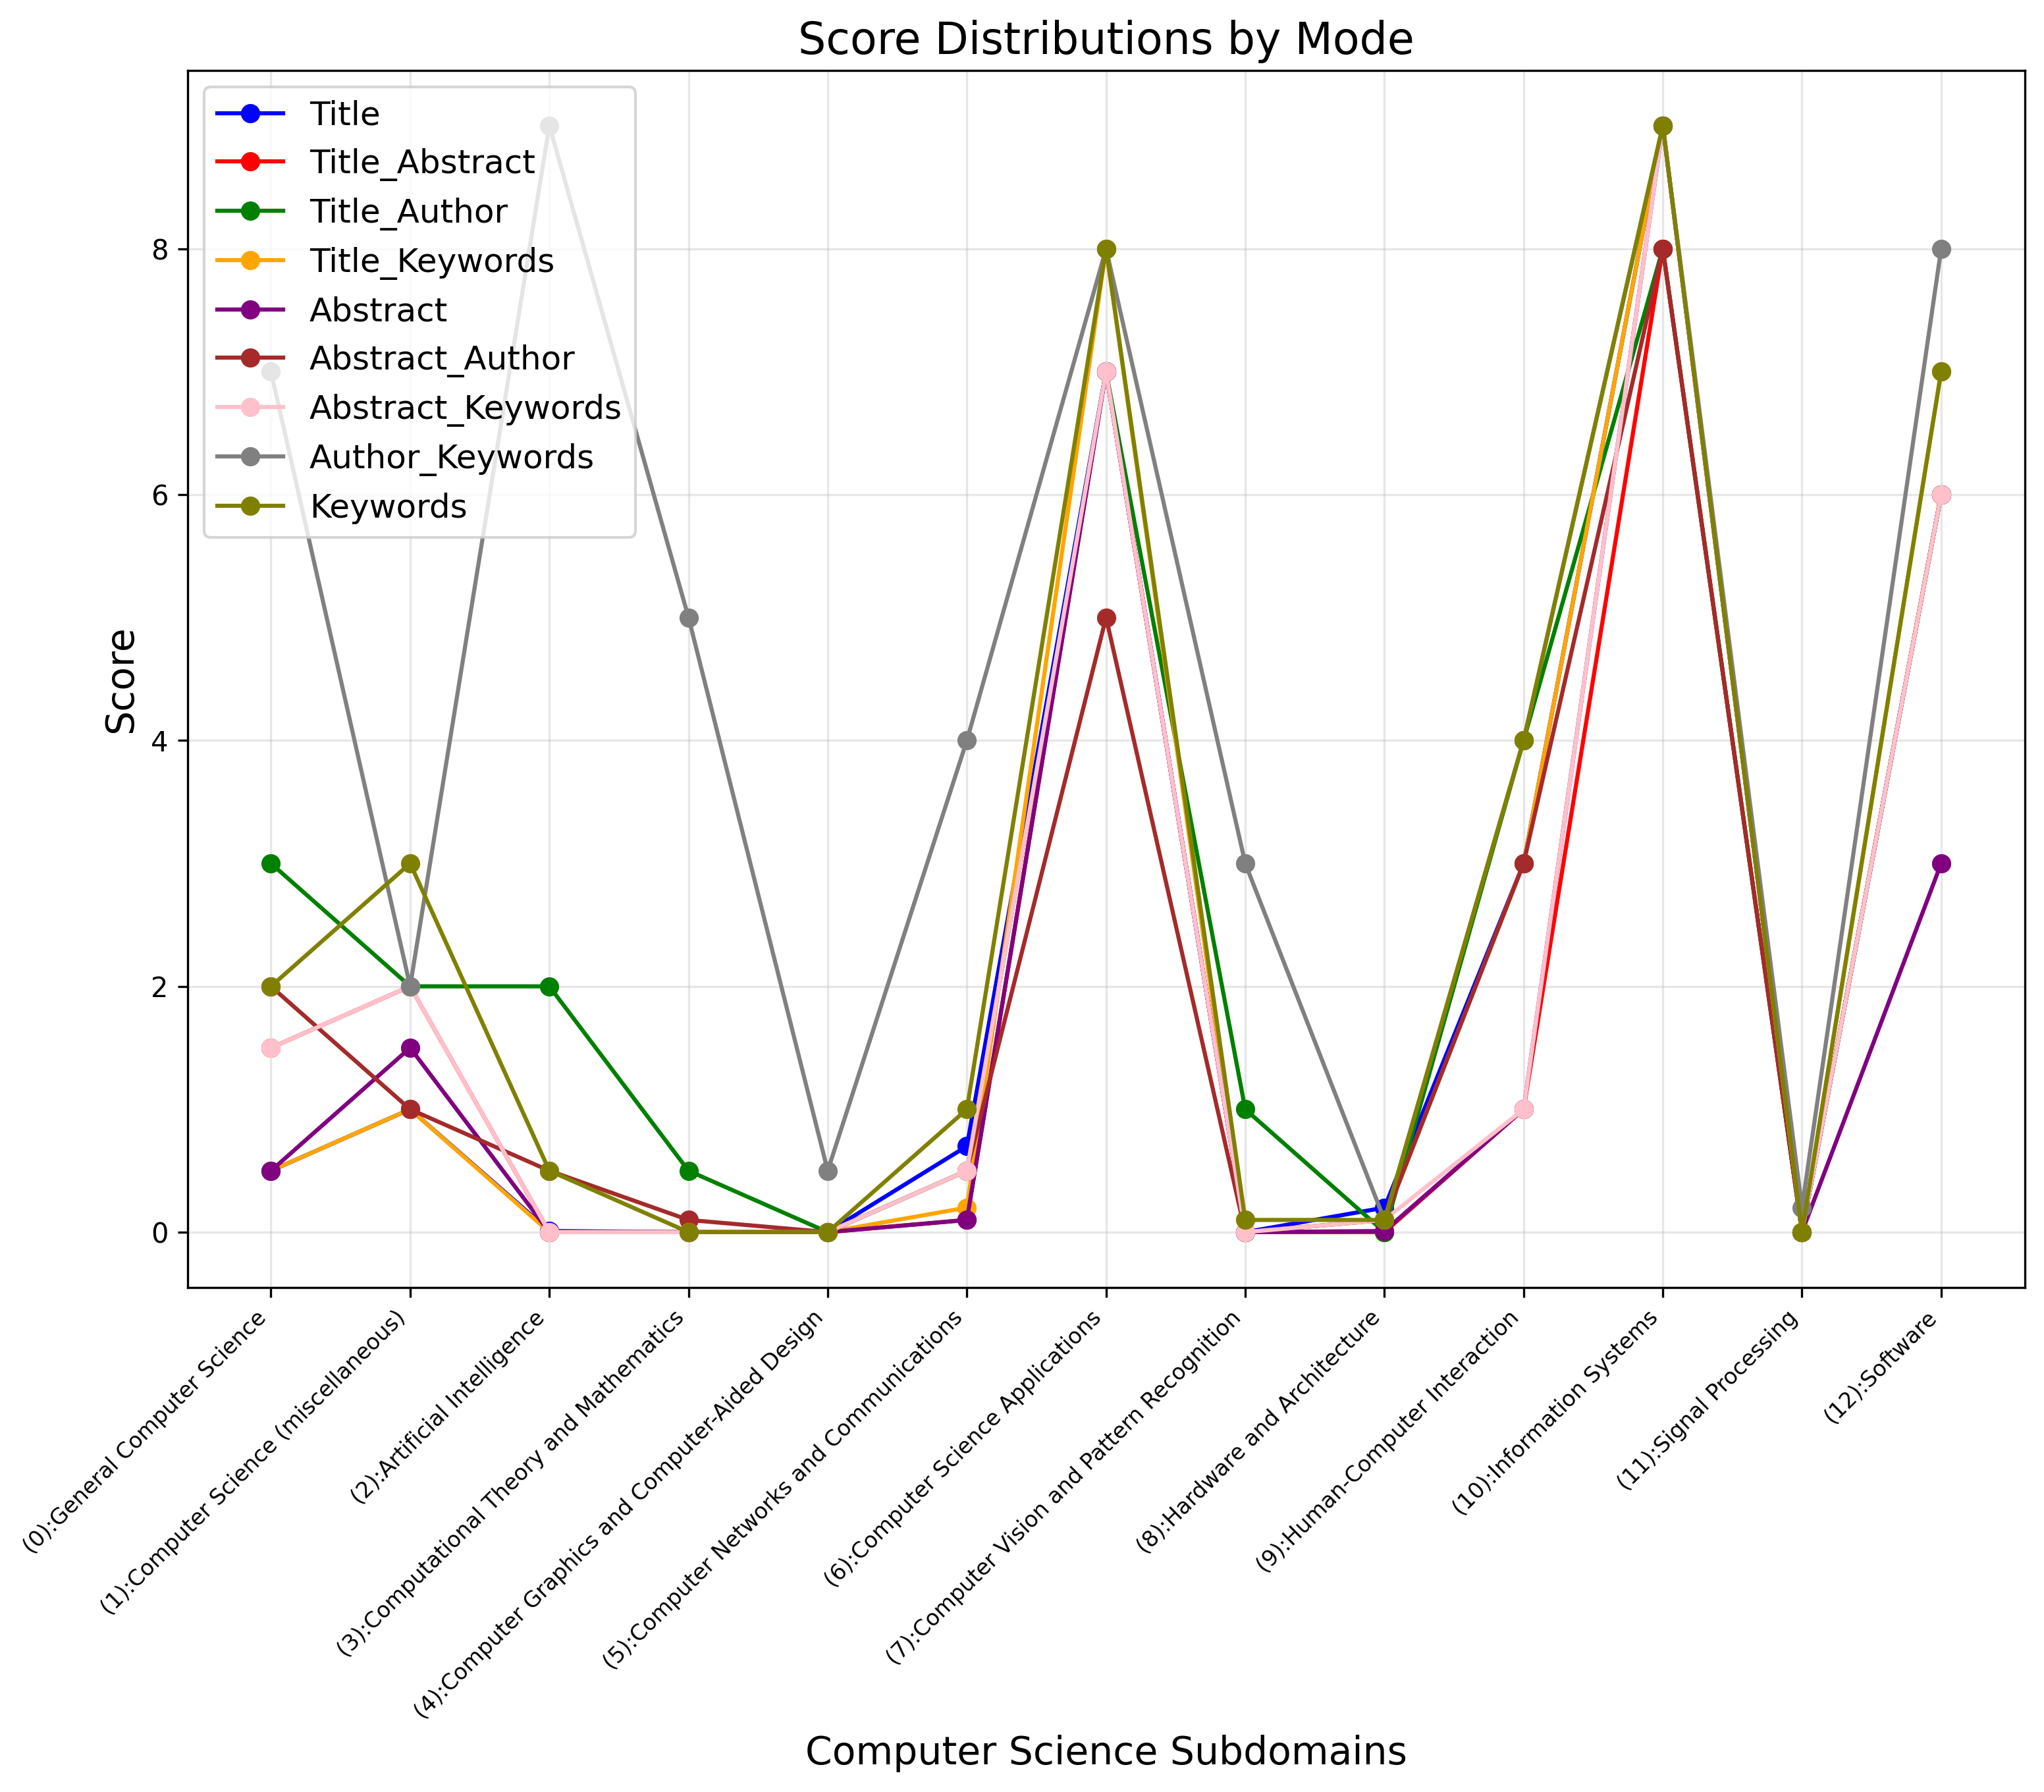 Score Distributions by Mode
Title
Title_Abstract
Title_Author
Title_Keywords
Abstract
Abstract_Author
Abstract_Keywords
Author_Keywords
Keywords
Score
8
6
4
2
0
(0):General Computer Science
(1):Computer Science (miscellaneous)
(2):Artificial Intelligence
(3):Computational Theory and Mathematics
(4):Computer Graphics and Computer-Aided Design
(5):Computer Networks and Communications
(6):Computer Science Applications
(7):Computer Vision and Pattern Recognition
(8):Hardware and Architecture
(9):Human-Computer Interaction
(10):Information Systems
(11):Signal Processing
(12):Software
Computer Science Subdomains